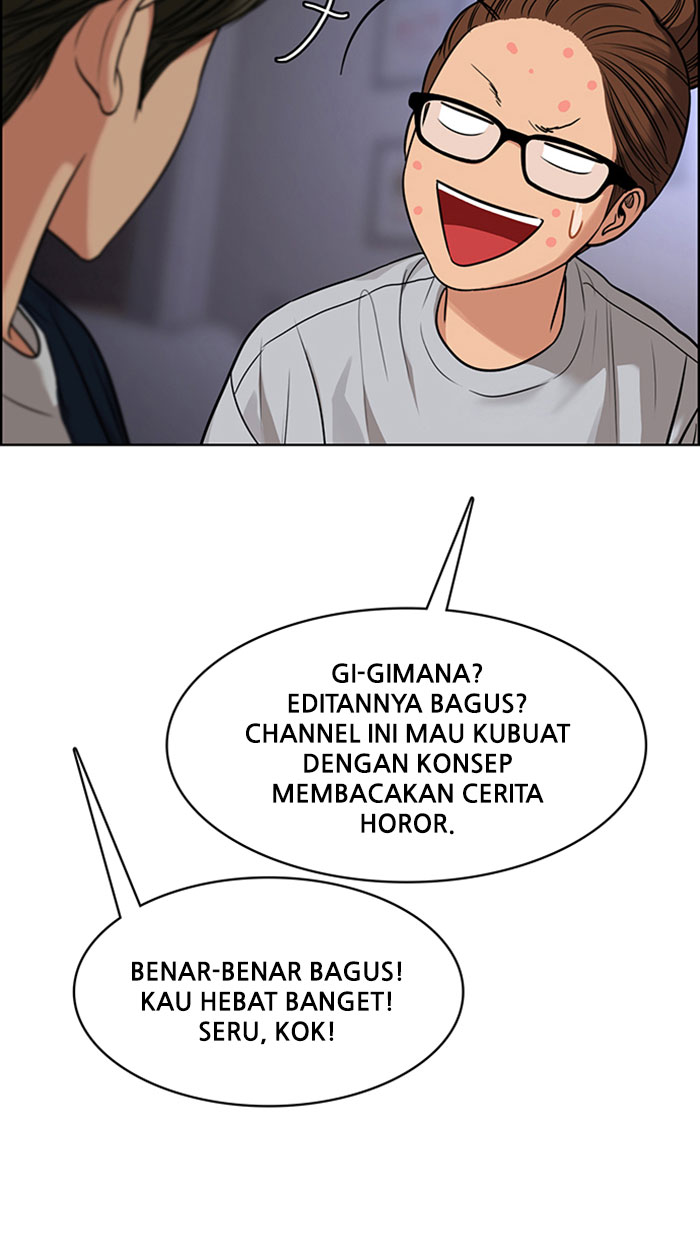 GI-GIMANA?
EDITANNYA BAGUS?
CHANNEL INI MAU KUBUAT
DENGAN KONSEP
MEMBACAKAN CERITA
HOROR.
BENAR-BENAR BAGUS!
KAU HEBAT BANGET!
SERU, KOK!